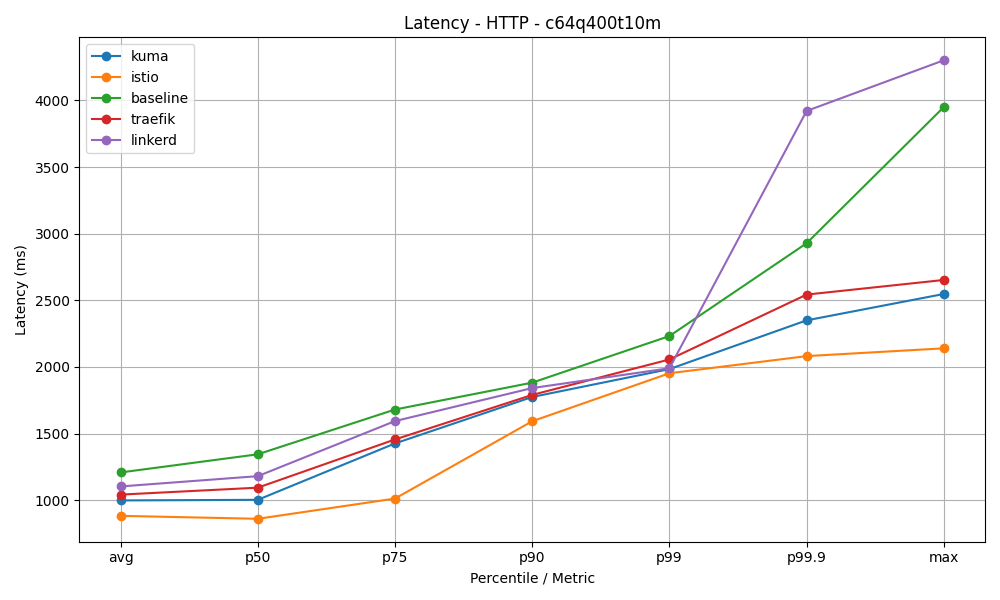 Latency - HTTP - c64q400t10m
kuma
istio
baseline
traefik
linkerd
Latency (ms)
4000
3500
3000
2500
2000
1500
1000
avg p50 p75 p90 p99 p99.9 max
Percentile / Metric